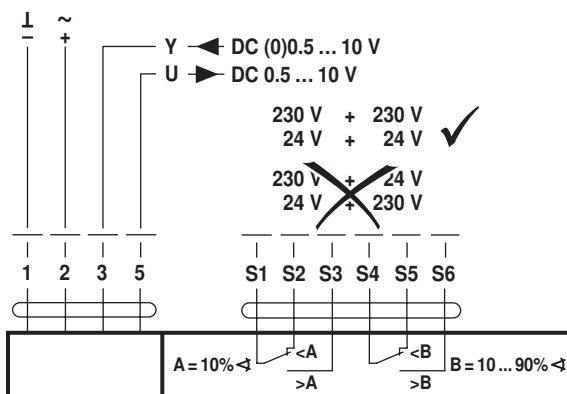 ⊥ ~
− +
Y DC (0)0.5 ... 10 V
U DC 0.5 ... 10 V
230 V + 230 V
24 V + 24 V
230 V + 24 V
24 V + 230 V
1 2 3 5 S1 S2 S3 S4 S5 S6
A = 10% ∢ <A <B B = 10 ... 90% ∢
>A >B